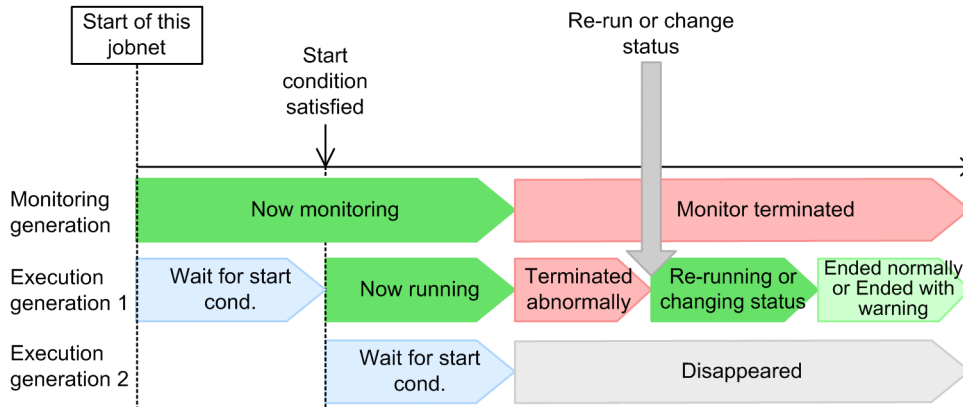 Start of this
jobnet
Re-run or change
status
Start
condition
satisfied
Monitoring
generation
Now monitoring
Monitor terminated
Execution
generation 1
Wait for start
cond.
Now running
Terminated
abnormally
Re-running or
changing status
Ended normally
or Ended with
warning
Execution
generation 2
Wait for start
cond.
Disappeared